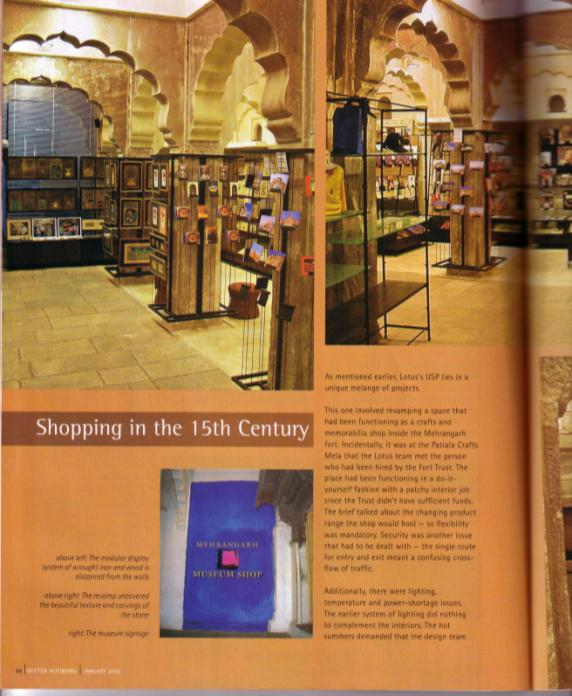 As mentioned earlier, Lotus's USP lies in a
unique melange of projects.
This one involved revamping a space that
had been functioning as a crafts and
memorabilia shop inside the Mehrangarh
fort. Incidentally, it was at the Patiala Crafts
Mela that the Lotus team met the person
who had been hired by the Fort Trust. The
place had been functioning in a do-it-
yourself fashion with a patchy interior job
since the Trust didn't have sufficient funds.
The brief talked about the changing product
range the shop would host — so flexibility
was mandatory. Security was another issue
that had to be dealt with — the single route
for entry and exit meant a confusing cross-
flow of traffic.
Additionally, there were lighting,
temperature and power-shortage issues.
The earlier system of lighting did nothing
to complement the interiors. The hot
summers demanded that the design team
Shopping in the 15th Century
MEHRANGARH
MUSEUM SHOP
above left: The modular display
system of wrought iron and wood is
distanced from the walls
above right: The revamp uncovered
the beautiful texture and carvings of
the stone
right: The museum signage
BETTER INTERIORS | JANUARY